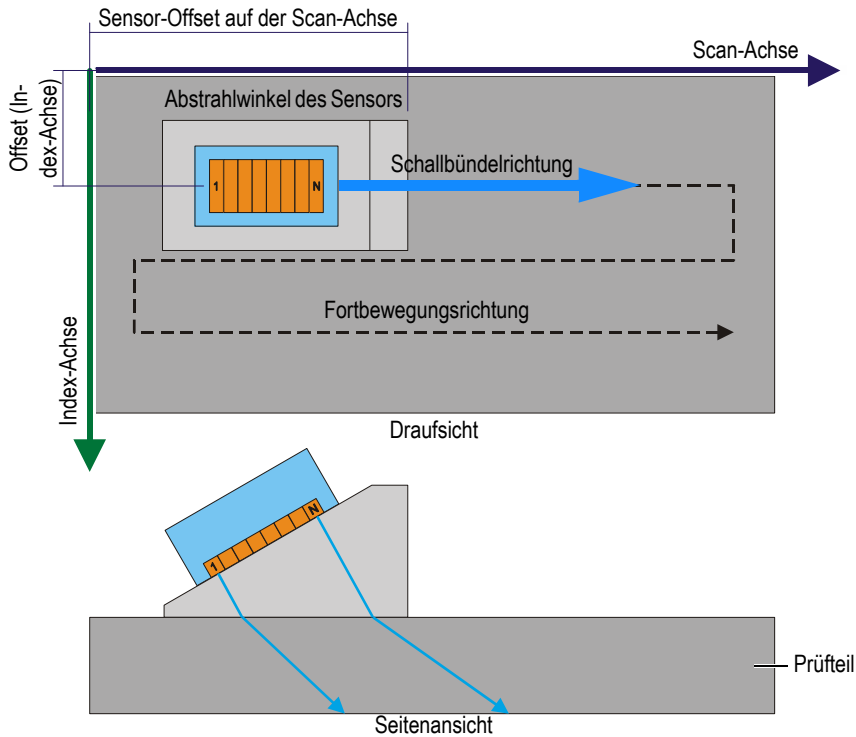 Sensor-Offset auf der Scan-Achse
Scan-Achse
Offset (In-
dex-Achse)
Abstrahlwinkel des Sensors
Schallbündelrichtung
1
N
Fortbewegungsrichtung
Index-Achse
Draufsicht
N
1
Prüfteil
Seitenansicht